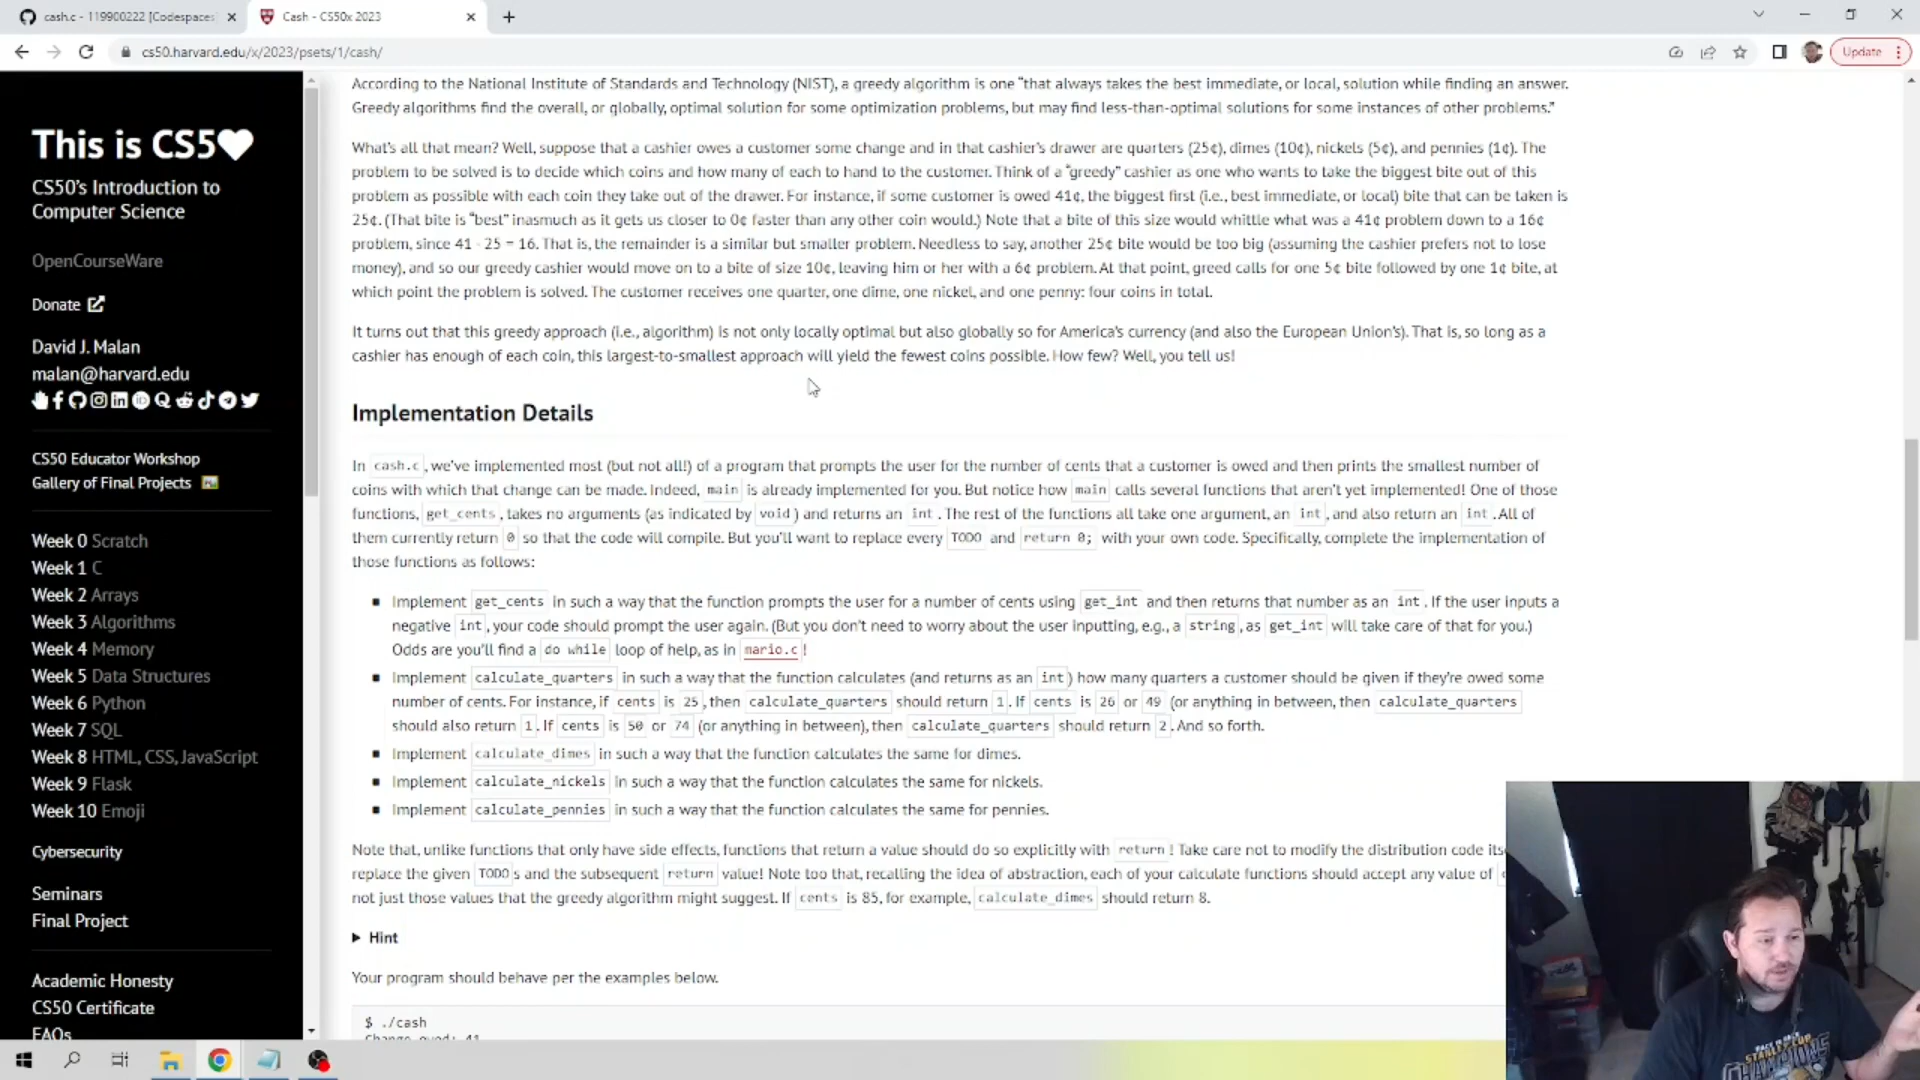 cash.c - 119900222 [Codespaces
Cash - CS50x 2023
cs50.harvard.edu/x/2023/psets/1/cash/
Update
This is CS5
CS50's Introduction to
Computer Science
OpenCourseWare
Donate
David J. Malan
malan@harvard.edu
CS50 Educator Workshop
Gallery of Final Projects
Week 0 Scratch
Week 1 C
Week 2 Arrays
Week 3 Algorithms
Week 4 Memory
Week 5 Data Structures
Week 6 Python
Week 7 SQL
Week 8 HTML, CSS, JavaScript
Week 9 Flask
Week 10 Emoji
Cybersecurity
Seminars
Final Project
Academic Honesty
CS50 Certificate
FAQs
According to the National Institute of Standards and Technology (NIST), a greedy algorithm is one "that always takes the best immediate, or local, solution while finding an answer.
Greedy algorithms find the overall, or globally, optimal solution for some optimization problems, but may find less-than-optimal solutions for some instances of other problems."
What's all that mean? Well, suppose that a cashier owes a customer some change and in that cashier's drawer are quarters (25¢), dimes (10¢), nickels (5¢), and pennies (1¢). The
problem to be solved is to decide which coins and how many of each to hand to the customer. Think of a "greedy" cashier as one who wants to take the biggest bite out of this
problem as possible with each coin they take out of the drawer. For instance, if some customer is owed 41¢, the biggest first (i.e., best immediate, or local) bite that can be taken is
25¢. (That bite is "best" inasmuch as it gets us closer to 0¢ faster than any other coin would.) Note that a bite of this size would whittle what was a 41¢ problem down to a 16¢
problem, since 41 - 25 = 16. That is, the remainder is a similar but smaller problem. Needless to say, another 25¢ bite would be too big (assuming the cashier prefers not to lose
money), and so our greedy cashier would move on to a bite of size 10¢, leaving him or her with a 6¢ problem. At that point, greed calls for one 5¢ bite followed by one 1¢ bite, at
which point the problem is solved. The customer receives one quarter, one dime, one nickel, and one penny: four coins in total.
It turns out that this greedy approach (i.e., algorithm) is not only locally optimal but also globally so for America's currency (and also the European Union's). That is, so long as a
cashier has enough of each coin, this largest-to-smallest approach will yield the fewest coins possible. How few? Well, you tell us!
Implementation Details
In cash.c, we've implemented most (but not all!) of a program that prompts the user for the number of cents that a customer is owed and then prints the smallest number of
coins with which that change can be made. Indeed, main is already implemented for you. But notice how main calls several functions that aren't yet implemented! One of those
functions, get_cents, takes no arguments (as indicated by void) and returns an int. The rest of the functions all take one argument, an int, and also return an int. All of
them currently return 0 so that the code will compile. But you'll want to replace every TODO and return 0; with your own code. Specifically, complete the implementation of
those functions as follows:
Implement get_cents in such a way that the function prompts the user for a number of cents using get_int and then returns that number as an int. If the user inputs a
negative int, your code should prompt the user again. (But you don't need to worry about the user inputting, e.g., a string, as get_int will take care of that for you.)
Odds are you'll find a do while loop of help, as in mario.c!
Implement calculate_quarters in such a way that the function calculates (and returns as an int) how many quarters a customer should be given if they're owed some
number of cents. For instance, if cents is 25, then calculate_quarters should return 1. If cents is 26 or 49 (or anything in between, then calculate_quarters
should also return 1. If cents is 50 or 74 (or anything in between), then calculate_quarters should return 2. And so forth.
Implement calculate_dimes in such a way that the function calculates the same for dimes.
Implement calculate_nickels in such a way that the function calculates the same for nickels.
Implement calculate_pennies in such a way that the function calculates the same for pennies.
Note that, unlike functions that only have side effects, functions that return a value should do so explicitly with return! Take care not to modify the distribution code its
replace the given TODO s and the subsequent return value! Note too that, recalling the idea of abstraction, each of your calculate functions should accept any value of c
not just those values that the greedy algorithm might suggest. If cents is 85, for example, calculate_dimes should return 8.
Hint
Your program should behave per the examples below.
$ ./cash
Change owed: 41